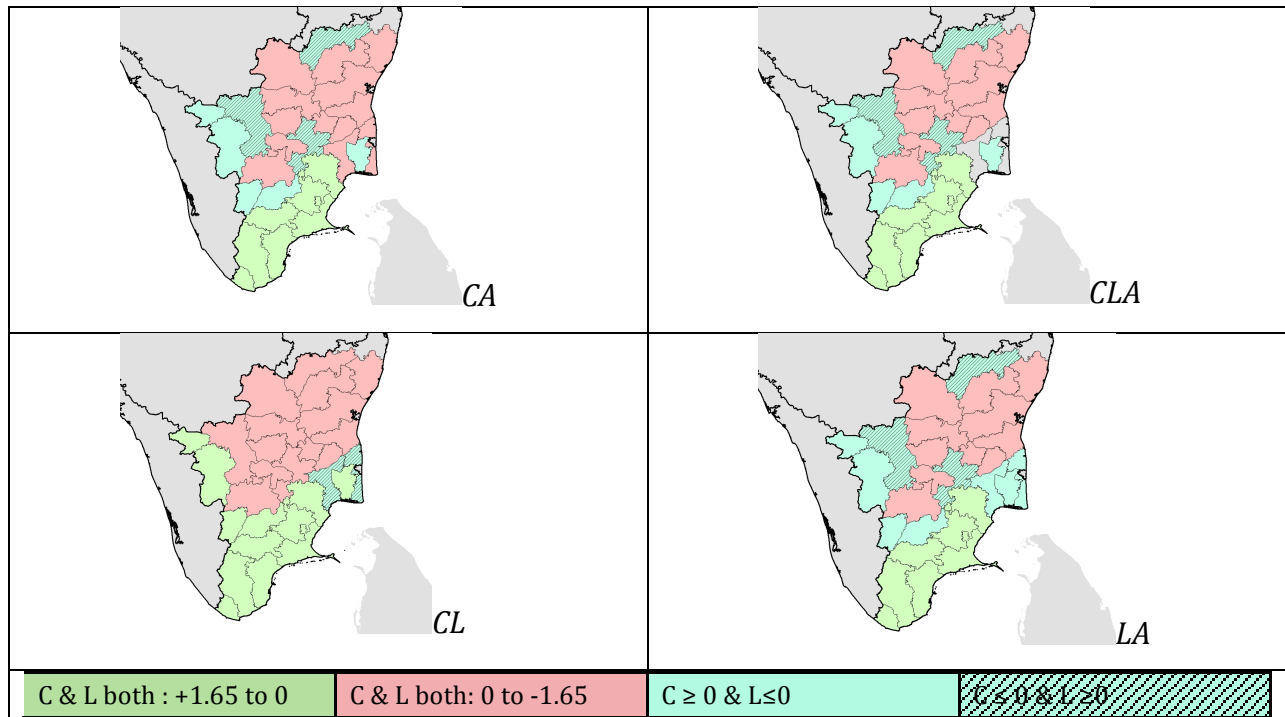 CA
CLA
CL
LA
C & L both : +1.65 to 0
C & L both: 0 to -1.65
C ≥ 0 & L≤0
C ≤ 0 & L ≥0